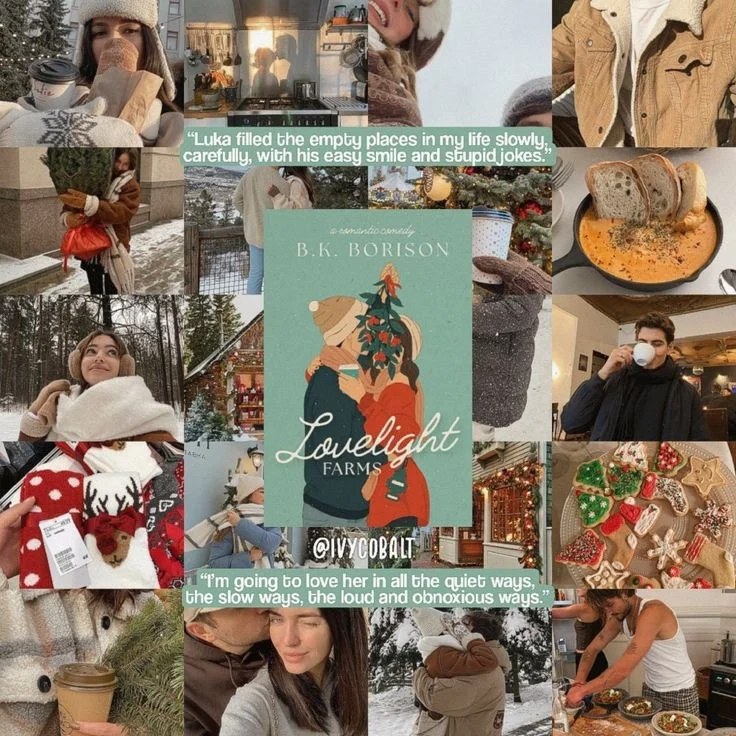 “Luka filled the empty places in my life slowly,
carefully, with his easy smile and stupid jokes.”
a romantic comedy
B.K. BORISON
Lovelight
FARMS
@IVYCOBALT
“I’m going to love her in all the quiet ways,
the slow ways, the loud and obnoxious ways.”